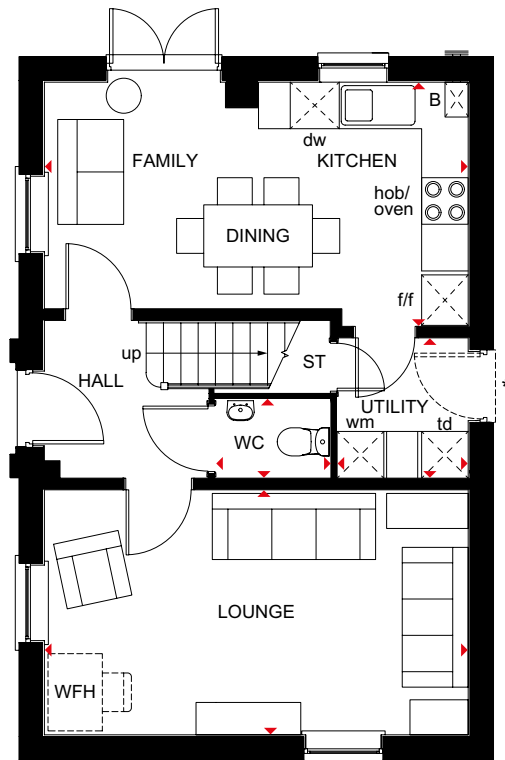 B
dw
FAMILY
KITCHEN
hob/
oven
DINING
f/f
up
ST
HALL
UTILITY
wm
td
WC
LOUNGE
WFH